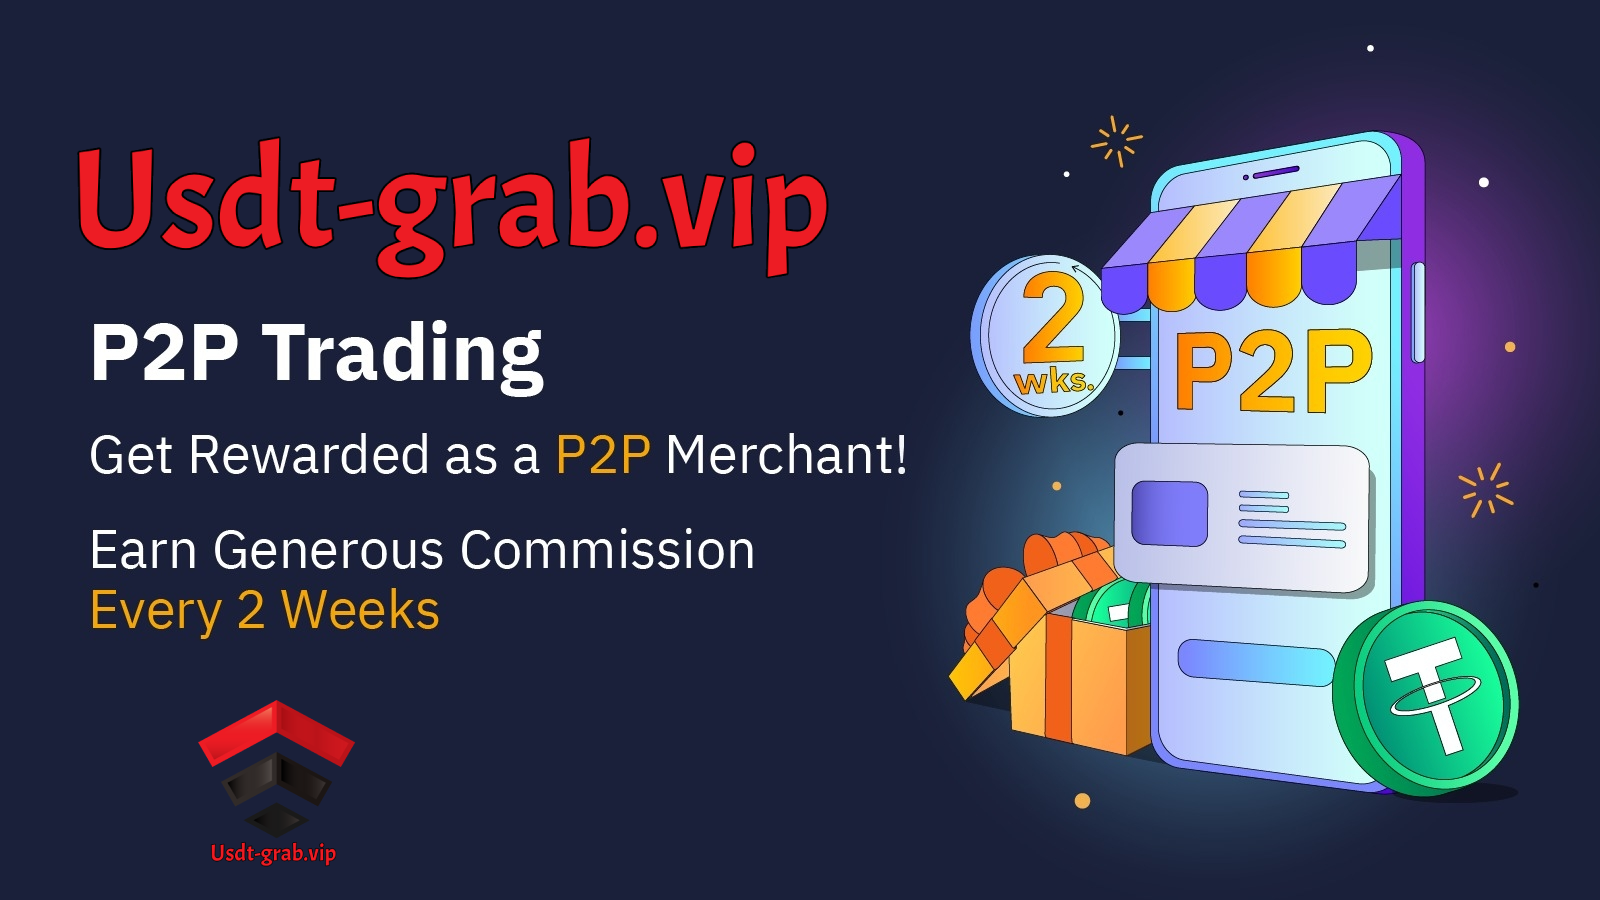 Usdt-grab.vip
P2P Trading
Get Rewarded as a P2P Merchant!
Earn Generous Commission
Every 2 Weeks
Usdt-grab.vip
2
wks.
P2P